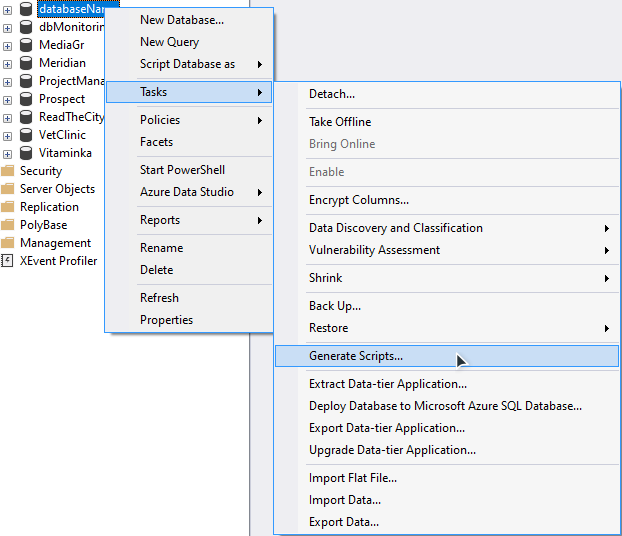 databaseNam
dbMonitorin
MediaGr
Meridian
ProjectMana
Prospect
ReadTheCity
VetClinic
Vitaminka
Security
Server Objects
Replication
PolyBase
Management
XEvent Profiler
New Database...
New Query
Script Database as
Tasks
Policies
Facets
Start PowerShell
Azure Data Studio
Reports
Rename
Delete
Refresh
Properties
Detach...
Take Offline
Bring Online
Enable
Encrypt Columns...
Data Discovery and Classification
Vulnerability Assessment
Shrink
Back Up...
Restore
Generate Scripts...
Extract Data-tier Application...
Deploy Database to Microsoft Azure SQL Database...
Export Data-tier Application...
Upgrade Data-tier Application...
Import Flat File...
Import Data...
Export Data...